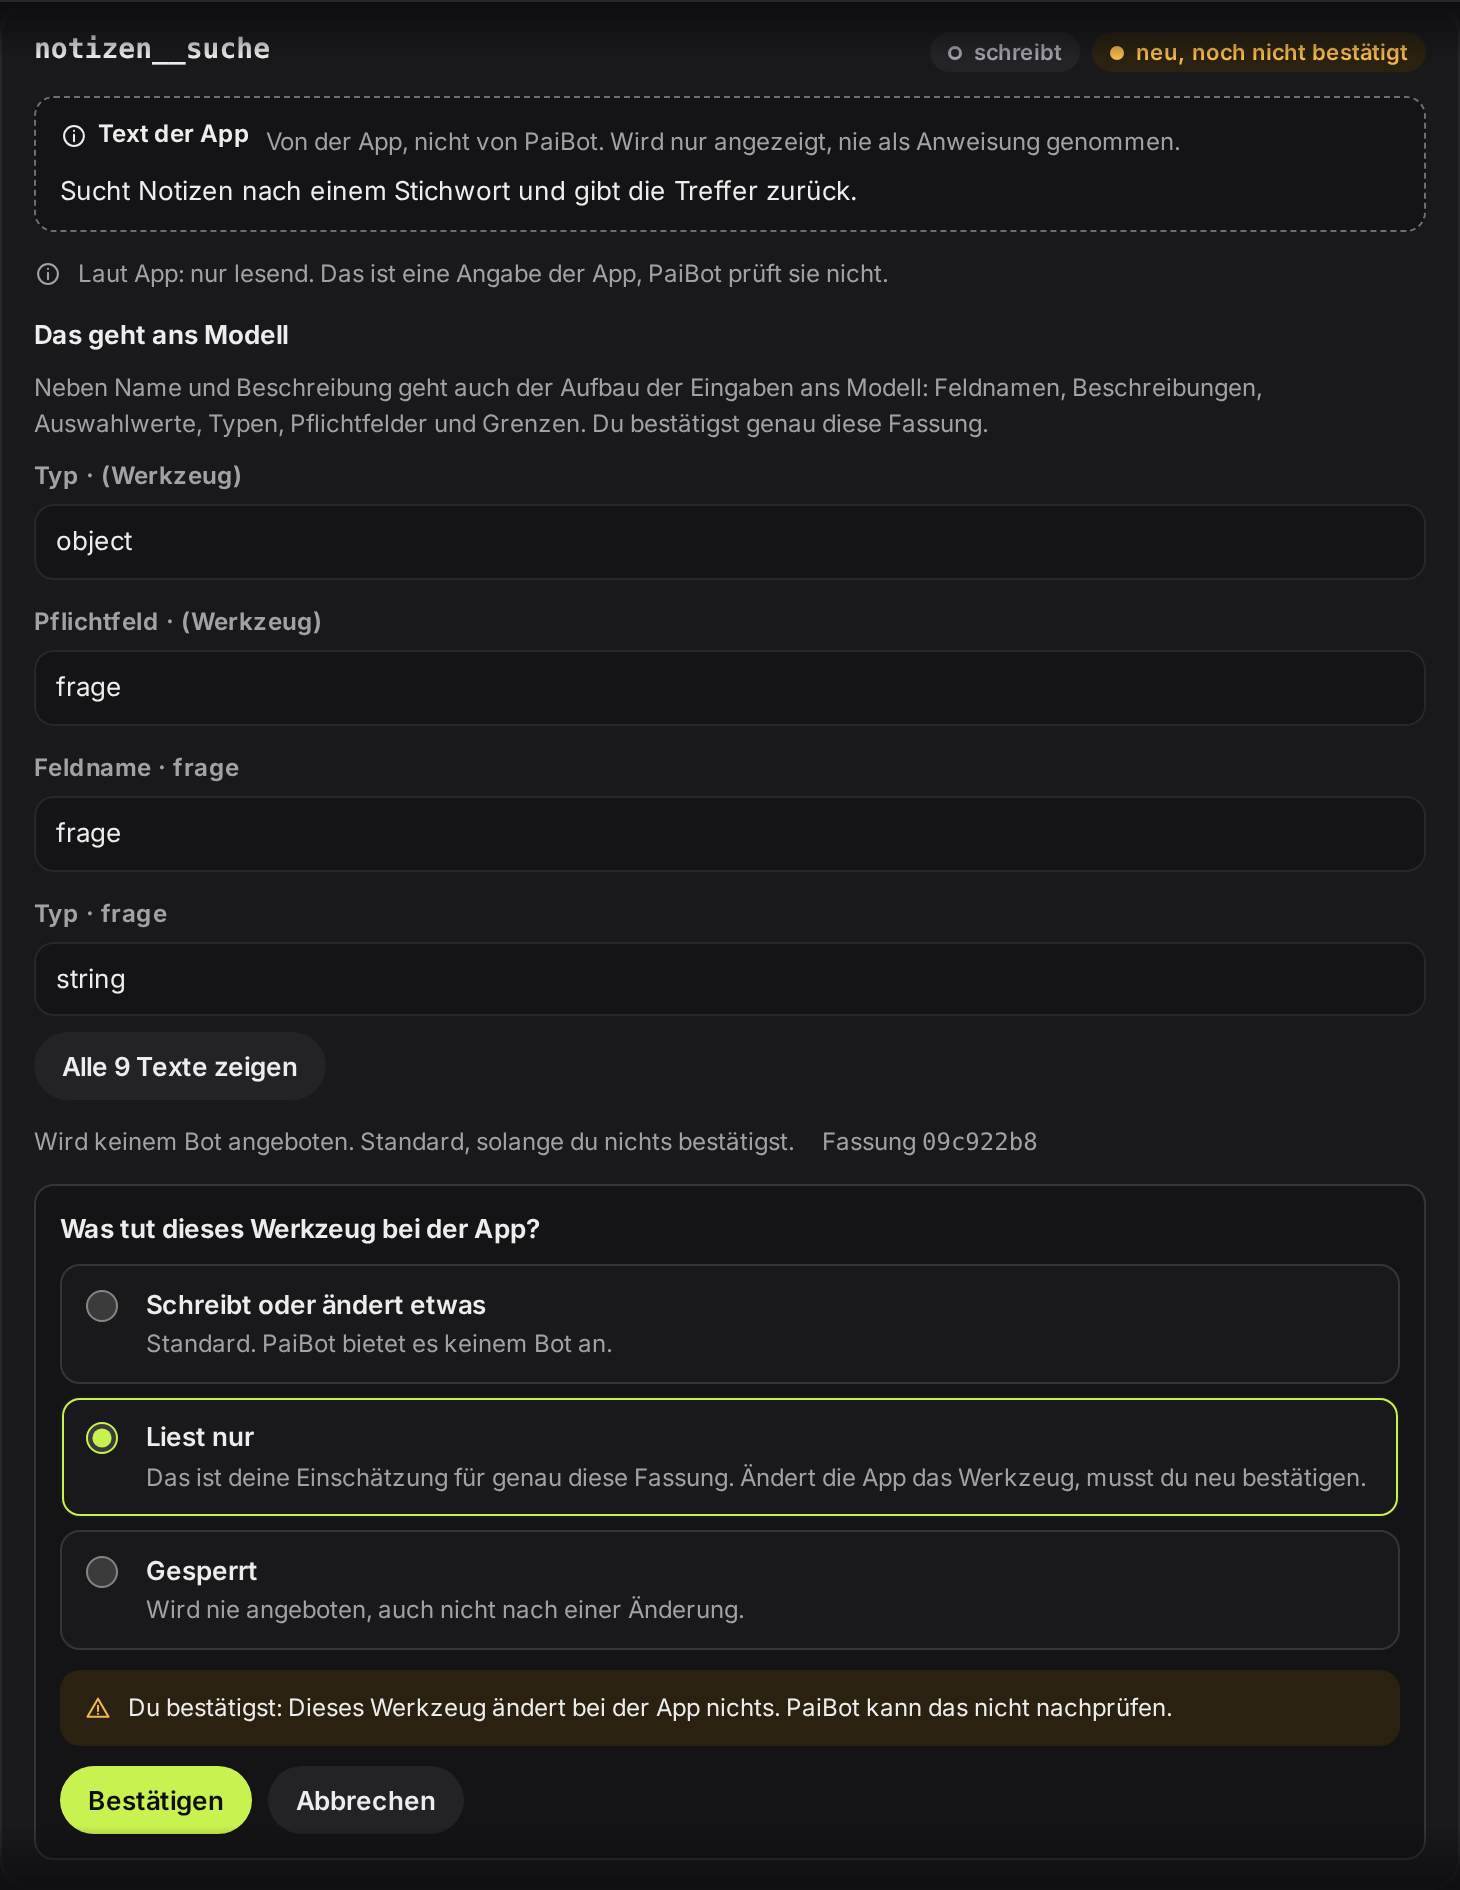 notizen__suche
schreibt
neu, noch nicht bestätigt
Text der App
Von der App, nicht von PaiBot. Wird nur angezeigt, nie als Anweisung genommen.
Sucht Notizen nach einem Stichwort und gibt die Treffer zurück.
Laut App: nur lesend. Das ist eine Angabe der App, PaiBot prüft sie nicht.
Das geht ans Modell
Neben Name und Beschreibung geht auch der Aufbau der Eingaben ans Modell: Feldnamen, Beschreibungen,
Auswahlwerte, Typen, Pflichtfelder und Grenzen. Du bestätigst genau diese Fassung.
Typ · (Werkzeug)
object
Pflichtfeld · (Werkzeug)
frage
Feldname · frage
frage
Typ · frage
string
Alle 9 Texte zeigen
Wird keinem Bot angeboten. Standard, solange du nichts bestätigst. Fassung 09c922b8
Was tut dieses Werkzeug bei der App?
Schreibt oder ändert etwas
Standard. PaiBot bietet es keinem Bot an.
Liest nur
Das ist deine Einschätzung für genau diese Fassung. Ändert die App das Werkzeug, musst du neu bestätigen.
Gesperrt
Wird nie angeboten, auch nicht nach einer Änderung.
Du bestätigst: Dieses Werkzeug ändert bei der App nichts. PaiBot kann das nicht nachprüfen.
Bestätigen
Abbrechen